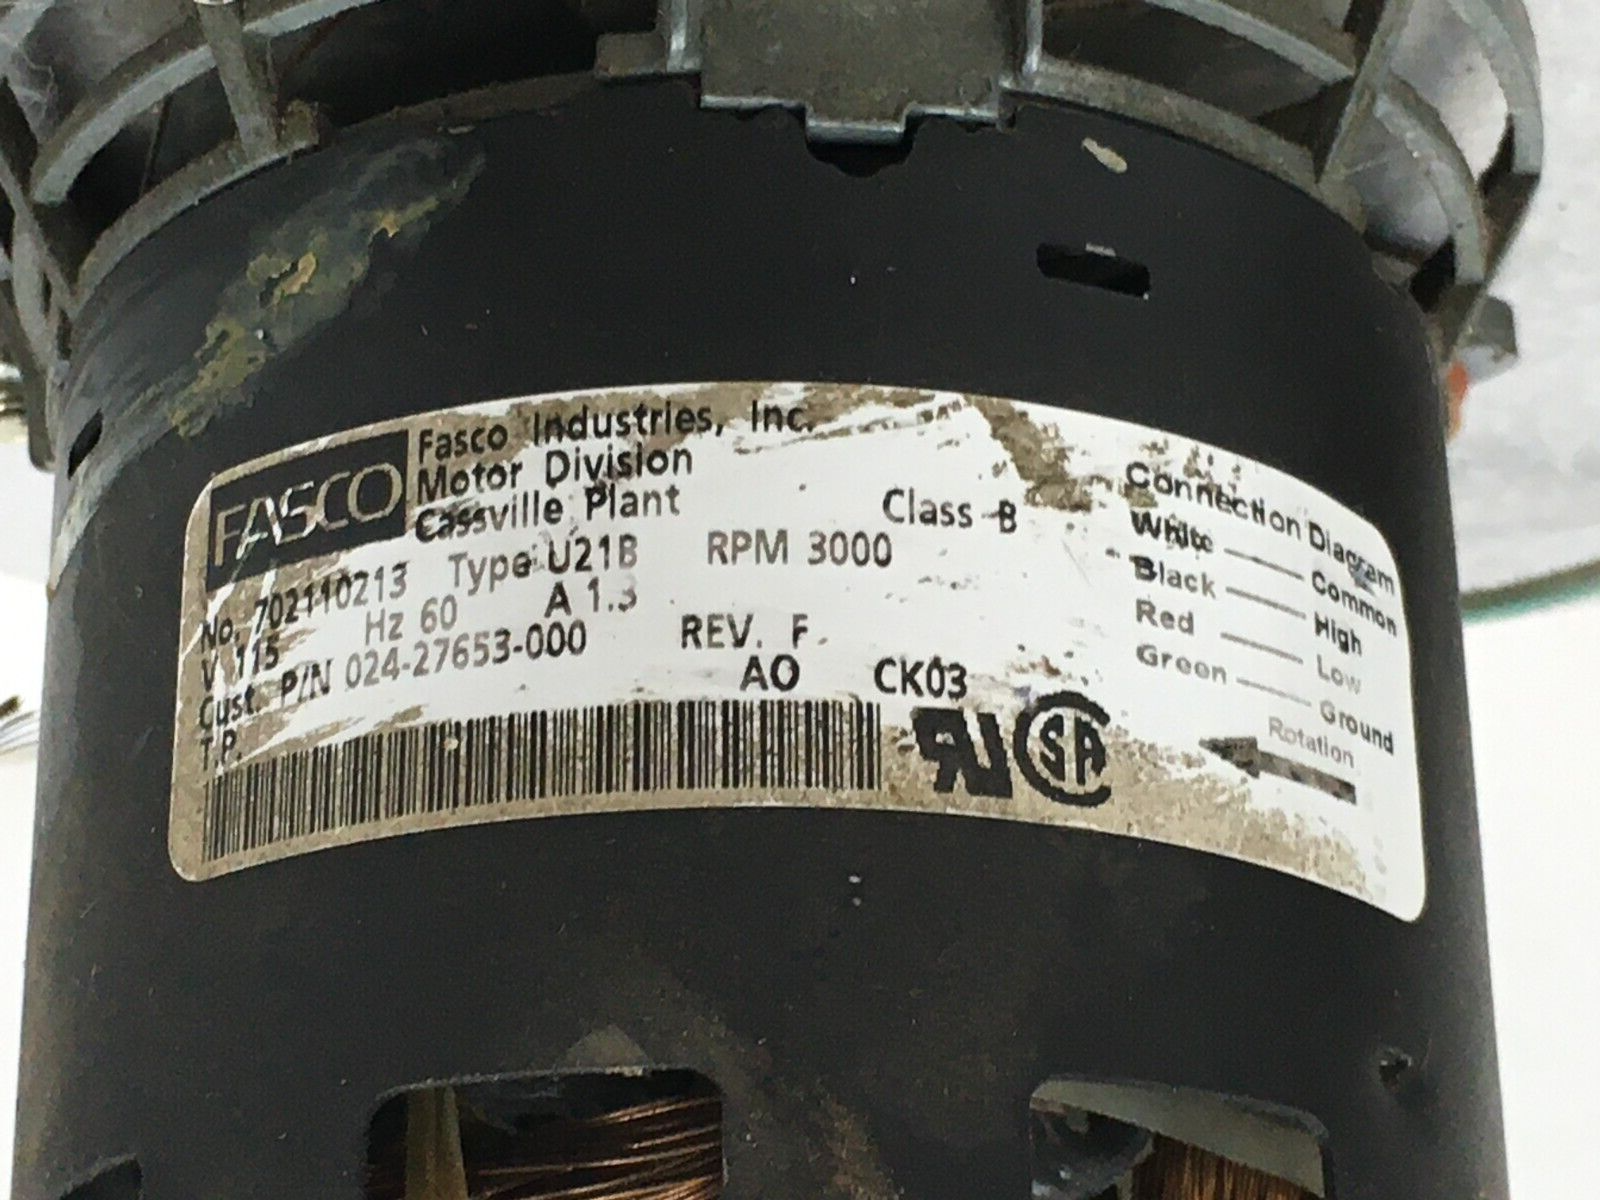 FASCO
Fasco Industries, Inc.
Motor Division
Cassville Plant
No. 702110213 Type U21B RPM 3000 Class B
V 115 Hz 60 A 1.3
Cust. P/N 024-27653-000 REV. F
T.P. AO CK03
Connection Diagram
White Common
Black High
Red Low
Green Ground
Rotation
RU
SA